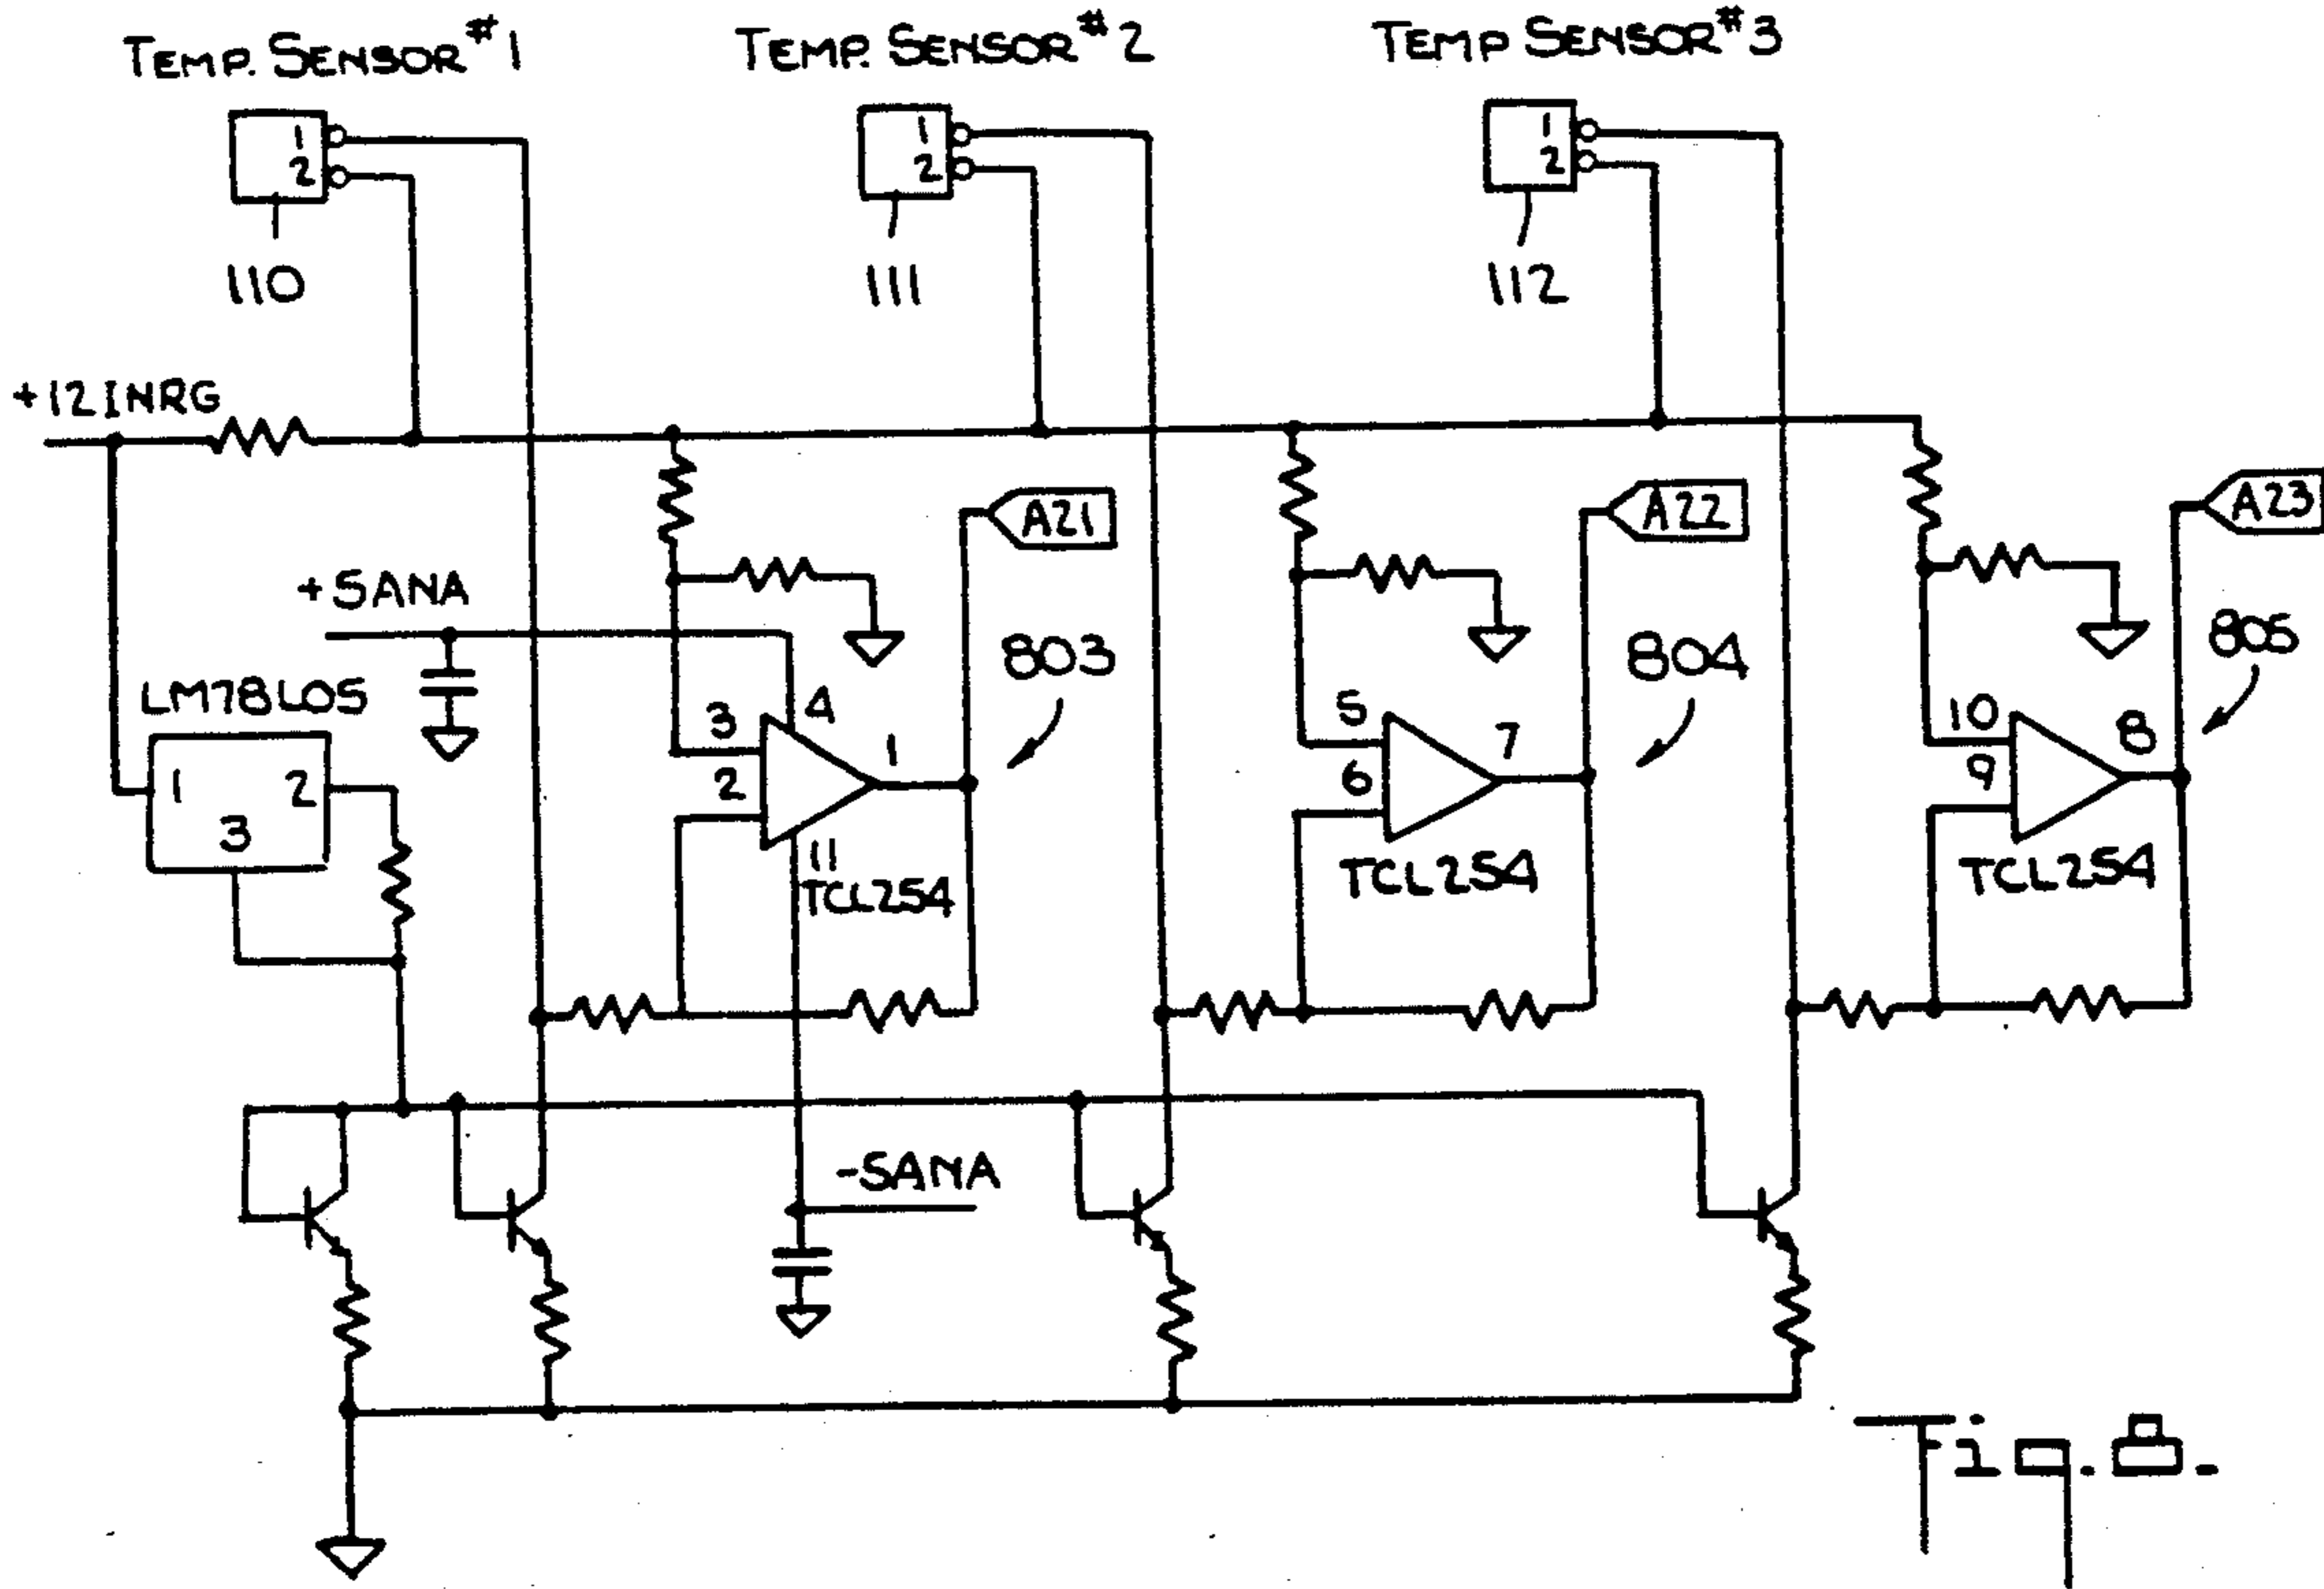 TEMP. SENSOR #1
TEMP. SENSOR #2
TEMP SENSOR #3
1
2
1
2
1
2
110
111
112
+12INRG
A21
A22
A23
+5ANA
803
804
805
LM78L05
1
2
3
3
4
2
1
11
TCL254
5
6
7
TCL254
10
9
8
TCL254
-5ANA
Fig. 8.